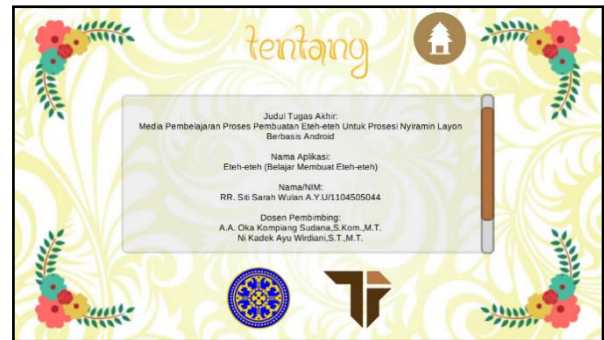 tentang
Judul Tugas Akhir:
Media Pembelajaran Proses Pembuatan Eteh-eteh Untuk Prosesi Nyiramin Layon
Berbasis Android
Nama Aplikasi:
Eteh-eteh (Belajar Membuat Eteh-eteh)
Nama/NIM:
RR. Siti Sarah Wulan A.Y.U/1104505044
Dosen Pembimbing:
A.A. Oka Kompiang Sudana,S.Kom.,M.T.
Ni Kadek Ayu Wirdiani,S.T.,M.T.